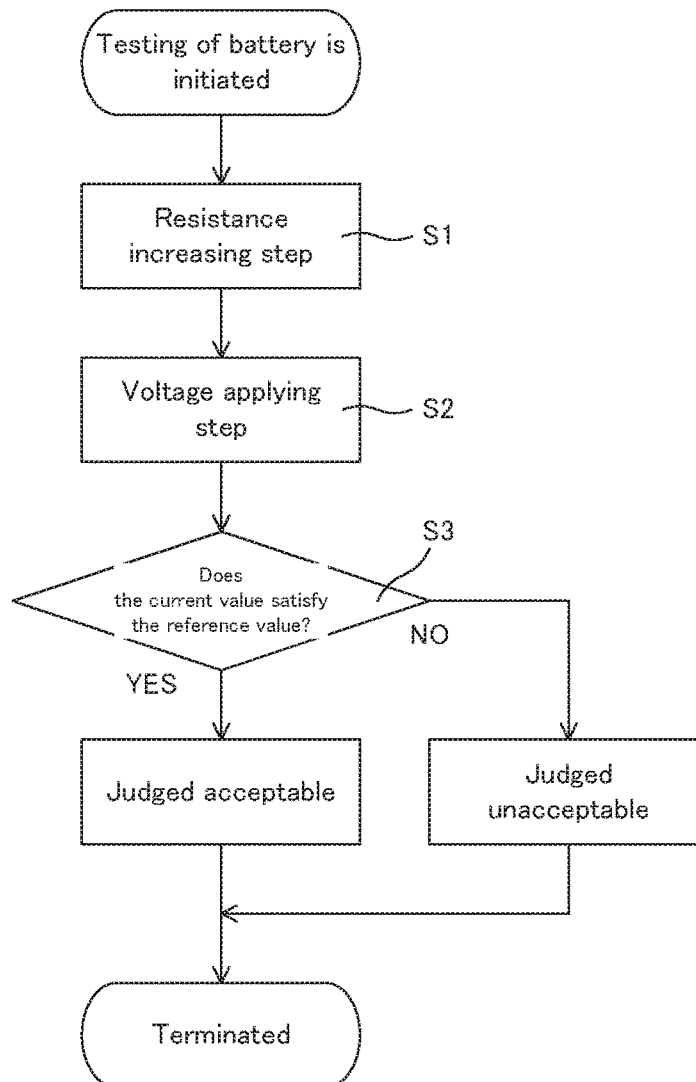 Testing of battery is
initiated
Resistance
increasing step
S1
Voltage applying
step
S2
S3
Does
the current value satisfy
the reference value?
NO
YES
Judged acceptable
Judged
unacceptable
Terminated